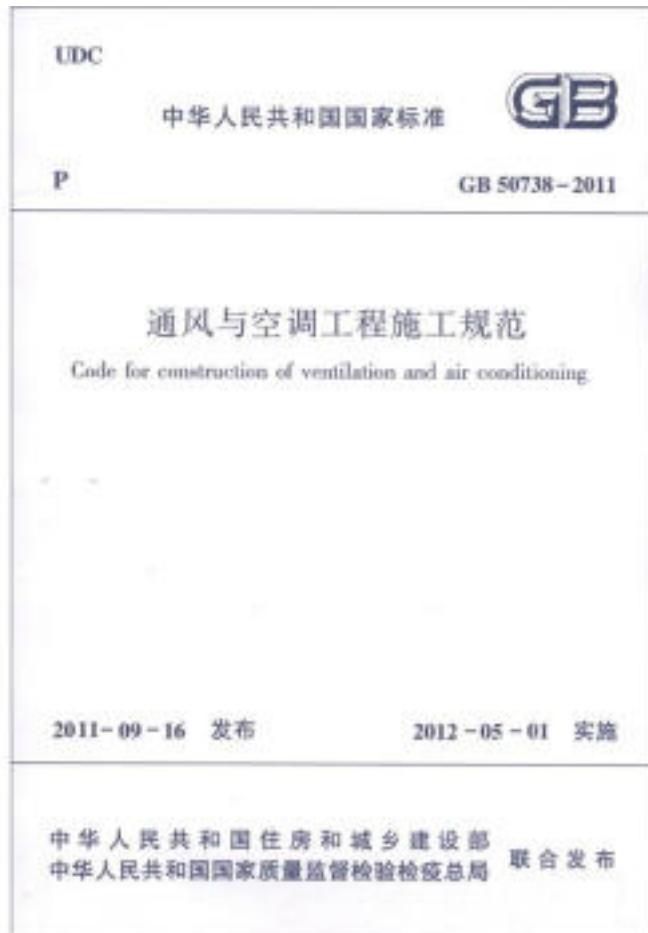 UDC
中华人民共和国国家标准
GB
P
GB 50738-2011
通风与空调工程施工规范
Code for construction of ventilation and air conditioning
2011-09-16 发布
2012-05-01 实施
中华人民共和国住房和城乡建设部
中华人民共和国国家质量监督检验检疫总局
联合发布